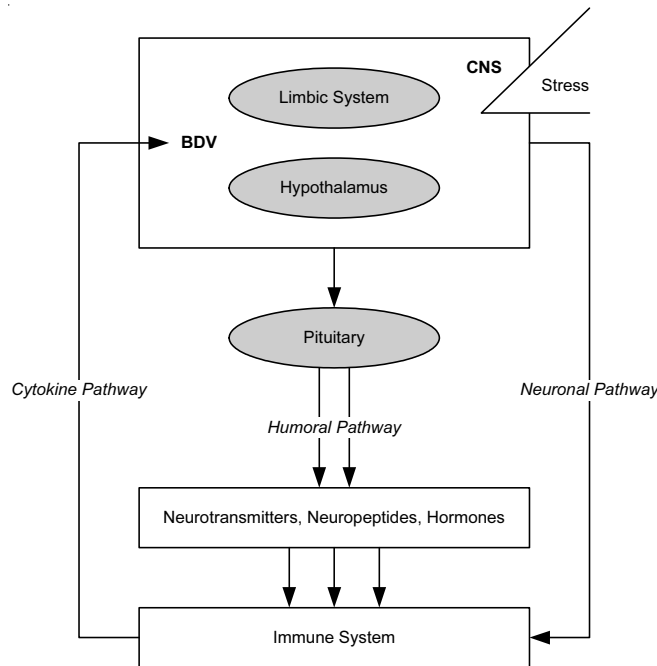 CNS
Stress
Limbic System
BDV
Hypothalamus
Pituitary
Cytokine Pathway
Neuronal Pathway
Humoral Pathway
Neurotransmitters, Neuropeptides, Hormones
Immune System